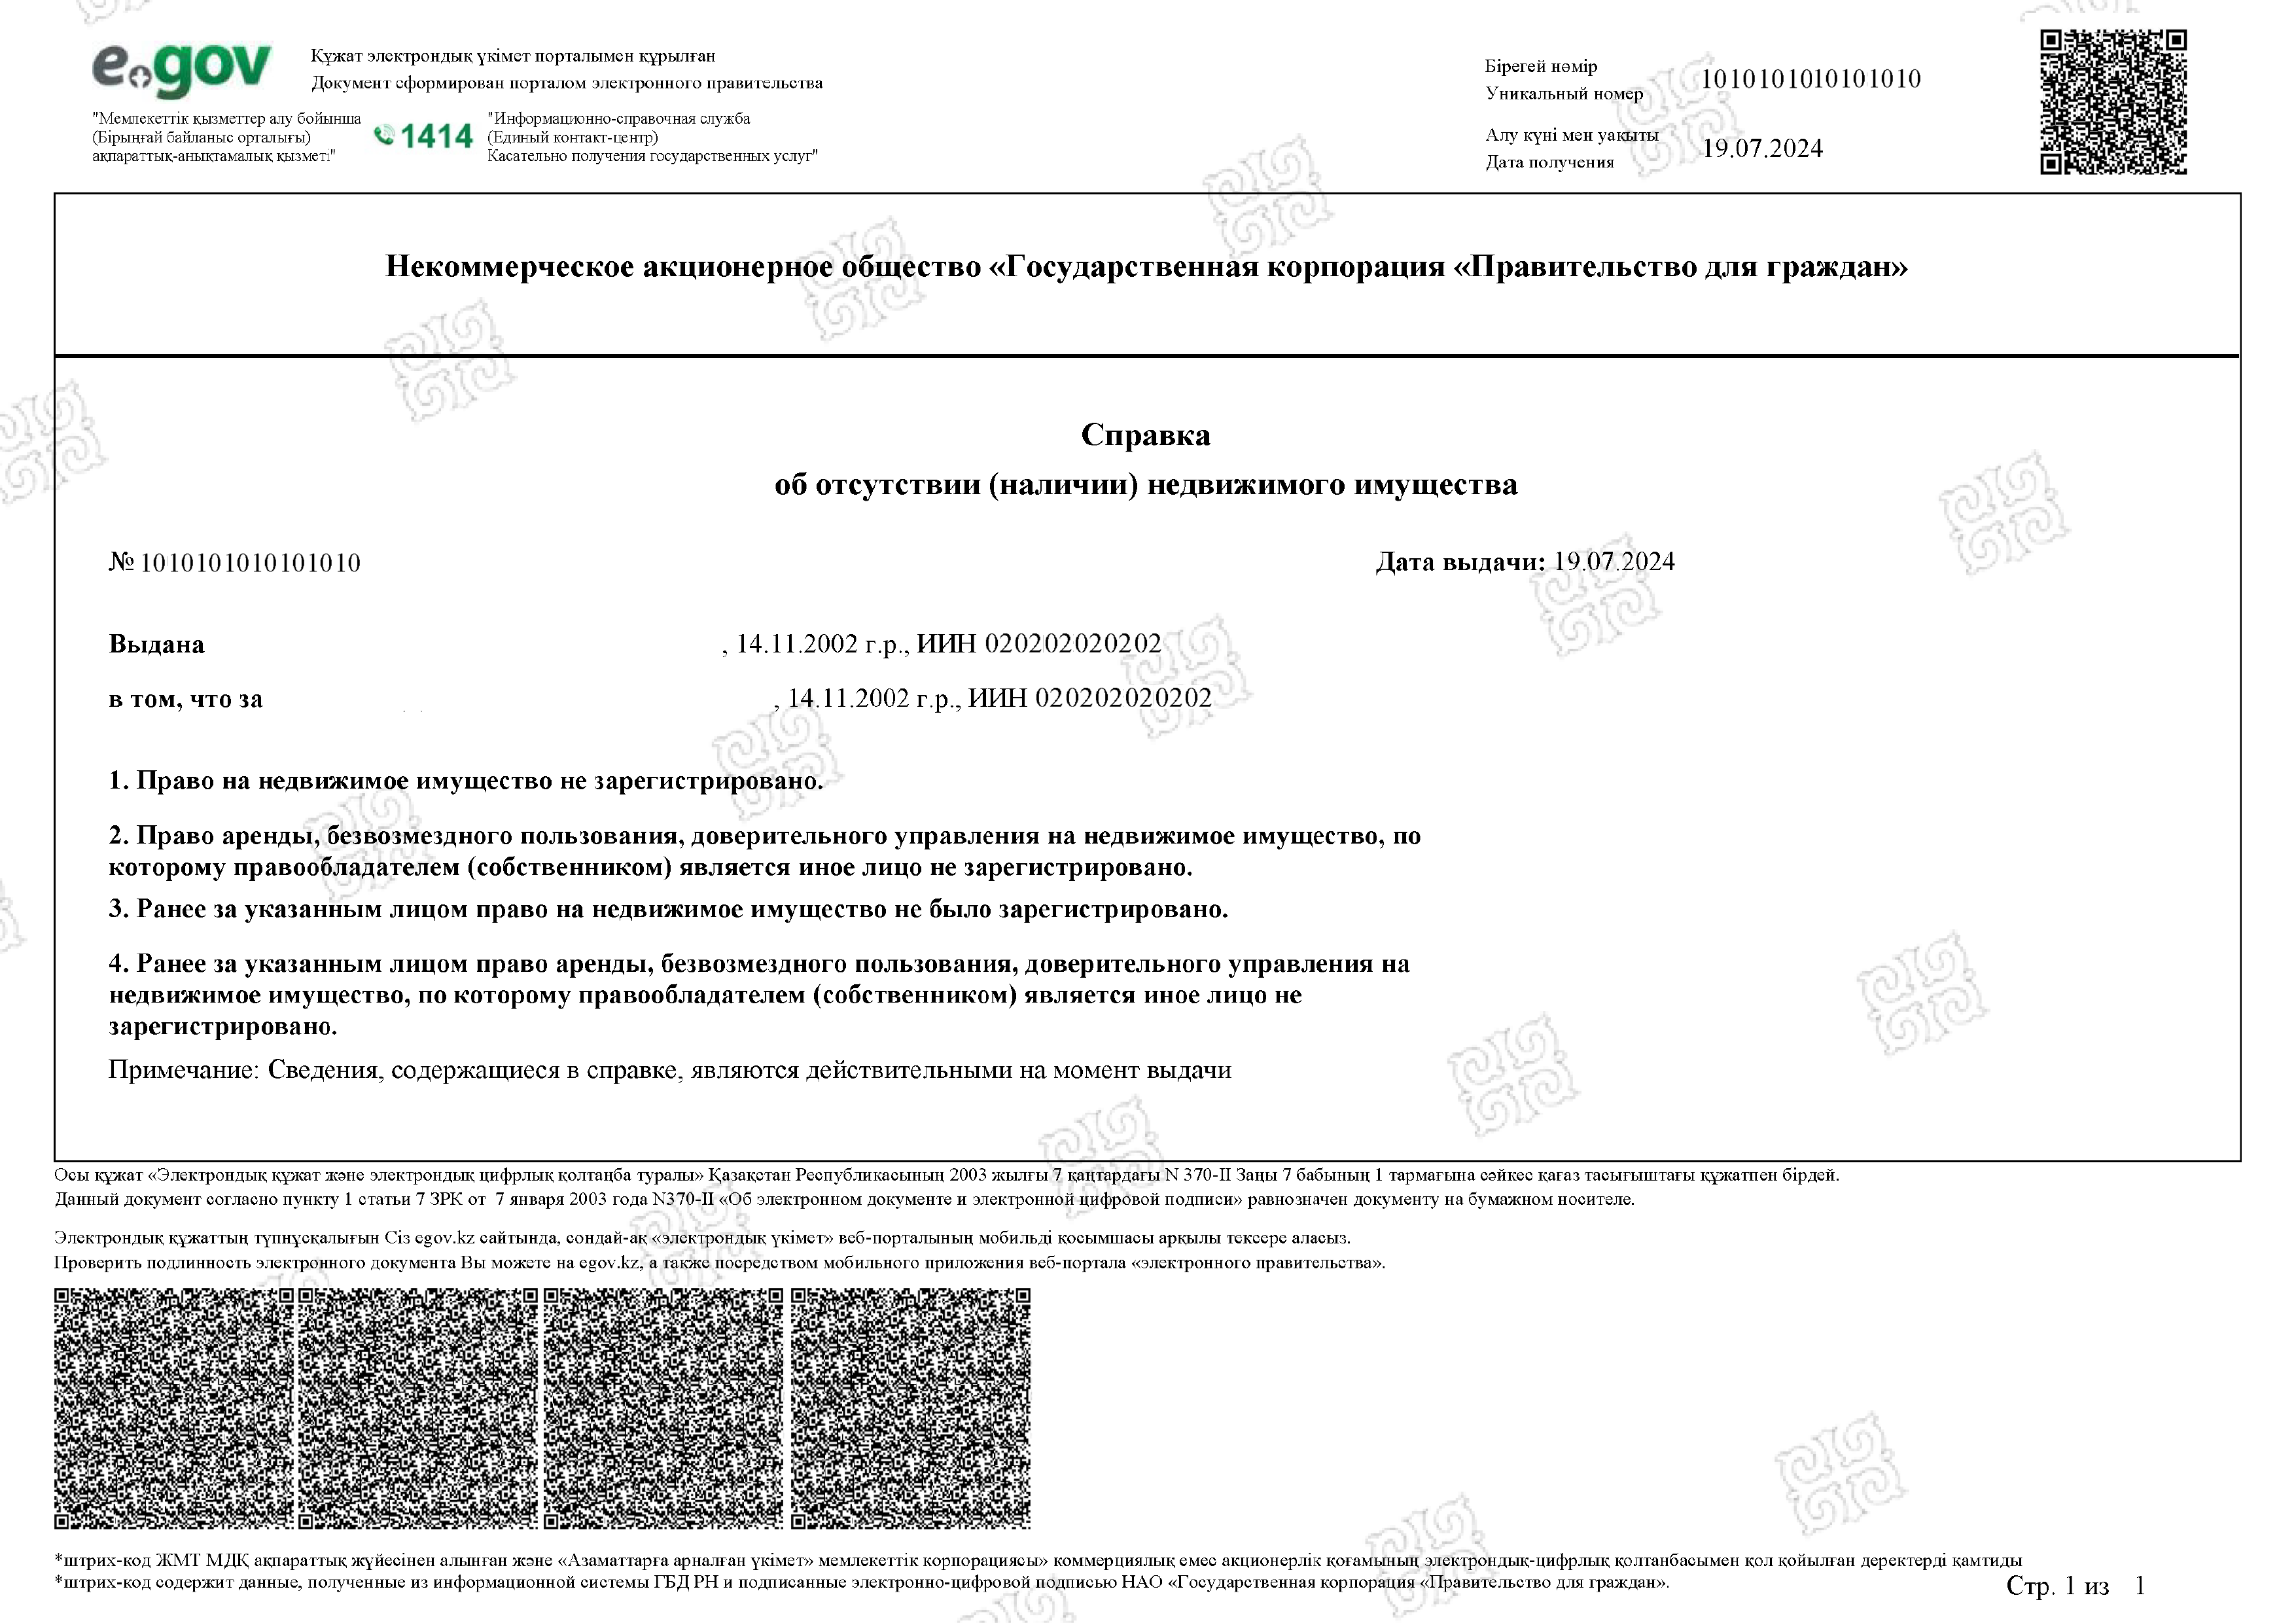 e.gov
Құжат электрондық үкімет порталымен құрылған
Документ сформирован порталом электронного правительства
"Мемлекеттік қызметтер алу бойынша
(Бірыңғай байланыс орталығы)
ақпараттық-анықтамалық қызметі"
1414
"Информационно-справочная служба
(Единый контакт-центр)
Касательно получения государственных услуг"
Бірегей нөмір
Уникальный номер
1010101010101010
Алу күні мен уақыты
Дата получения
19.07.2024
Некоммерческое акционерное общество «Государственная корпорация «Правительство для граждан»
Справка
об отсутствии (наличии) недвижимого имущества
№ 1010101010101010
Дата выдачи: 19.07.2024
Выдана , 14.11.2002 г.р., ИИН 020202020202
в том, что за , 14.11.2002 г.р., ИИН 020202020202
1. Право на недвижимое имущество не зарегистрировано.
2. Право аренды, безвозмездного пользования, доверительного управления на недвижимое имущество, по
которому правообладателем (собственником) является иное лицо не зарегистрировано.
3. Ранее за указанным лицом право на недвижимое имущество не было зарегистрировано.
4. Ранее за указанным лицом право аренды, безвозмездного пользования, доверительного управления на
недвижимое имущество, по которому правообладателем (собственником) является иное лицо не
зарегистрировано.
Примечание: Сведения, содержащиеся в справке, являются действительными на момент выдачи
Осы құжат «Электрондық құжат және электрондық цифрлық қолтаңба туралы» Қазақстан Республикасының 2003 жылғы 7 қаңтардағы N 370-II Заңы 7 бабының 1 тармағына сәйкес қағаз тасығыштағы құжатпен бірдей.
Данный документ согласно пункту 1 статьи 7 ЗРК от 7 января 2003 года N370-II «Об электронном документе и электронной цифровой подписи» равнозначен документу на бумажном носителе.
Электрондық құжаттың түпнұсқалығын Сіз egov.kz сайтында, сондай-ақ «электрондық үкімет» веб-порталының мобильді қосымшасы арқылы тексере аласыз.
Проверить подлинность электронного документа Вы можете на egov.kz, а также посредством мобильного приложения веб-портала «электронного правительства».
*штрих-код ЖМТ МДҚ ақпараттық жүйесінен алынған және «Азаматтарға арналған үкімет» мемлекеттік корпорациясы» коммерциялық емес акционерлік қоғамының электрондық-цифрлық қолтанбасымен қол қойылған деректерді қамтиды
*штрих-код содержит данные, полученные из информационной системы ГБД РН и подписанные электронно-цифровой подписью НАО «Государственная корпорация «Правительство для граждан».
Стр. 1 из 1